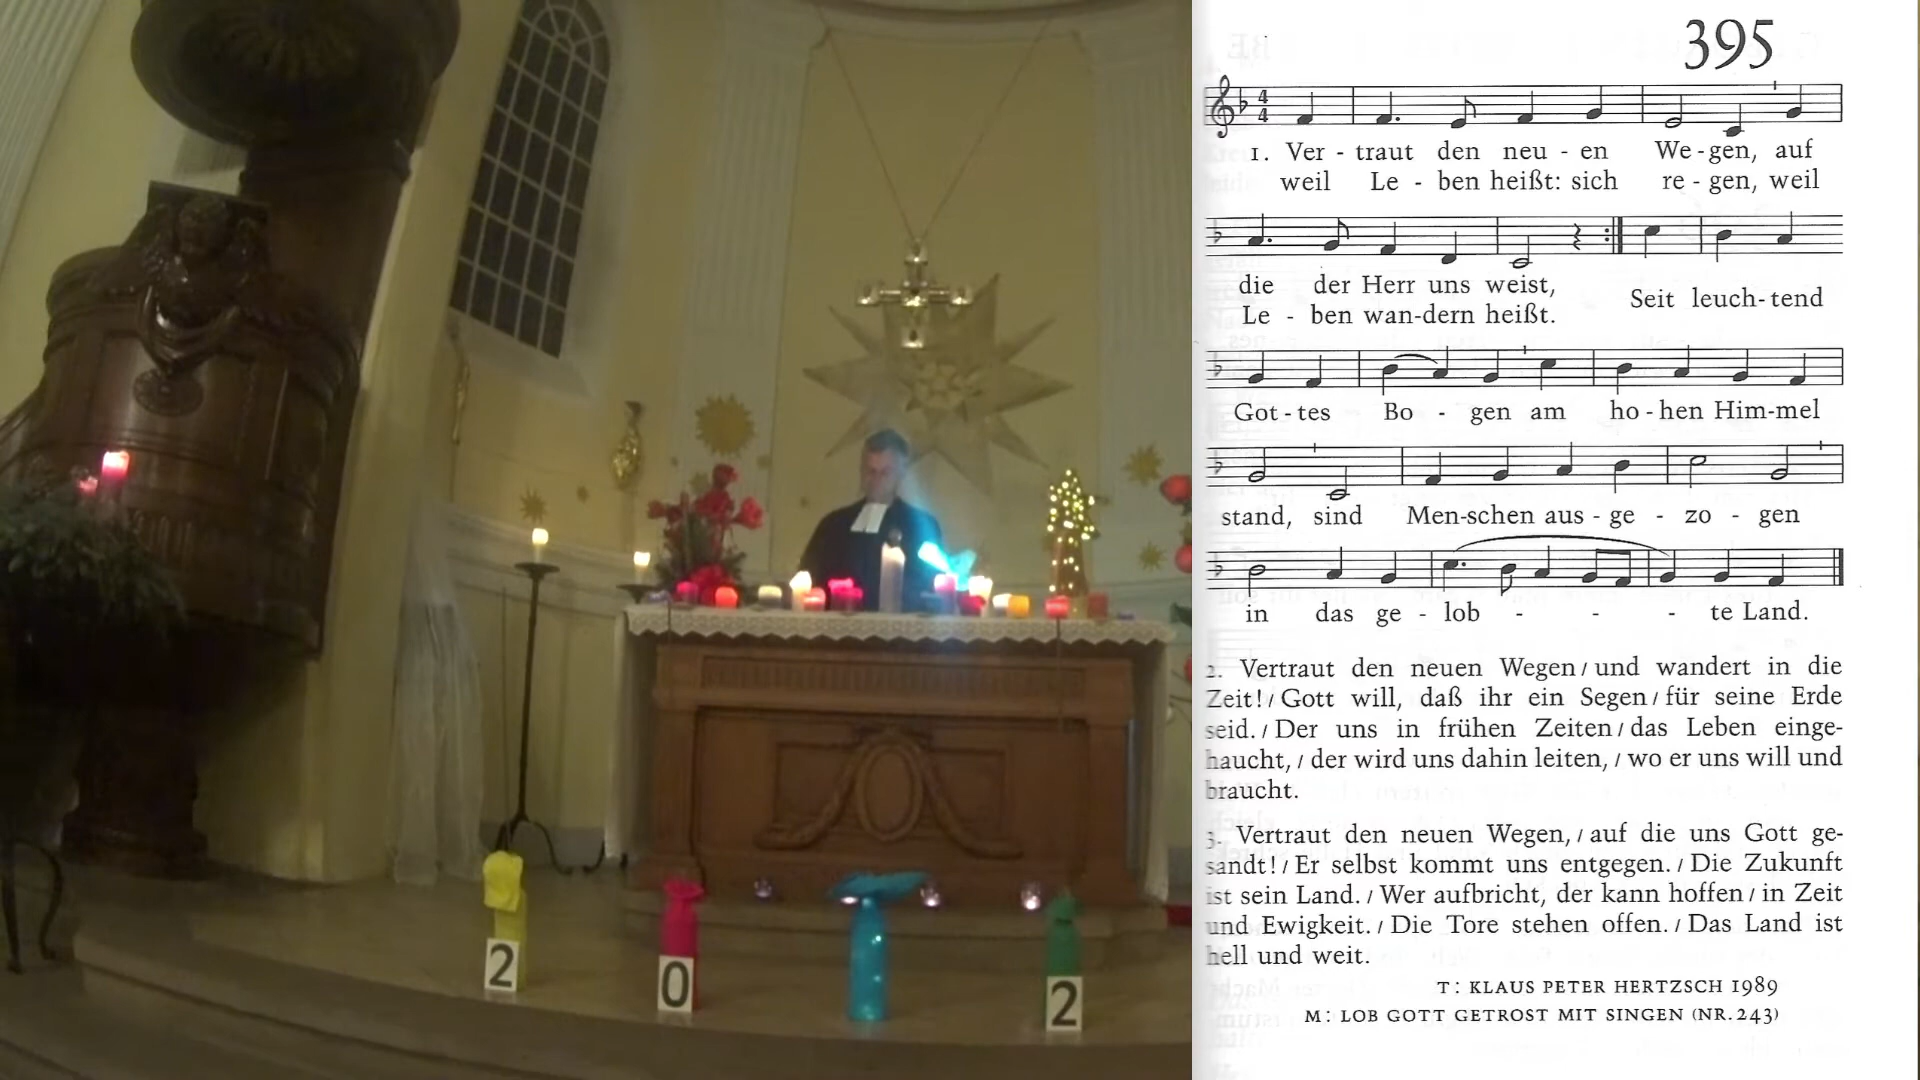 2
0
2
395
1. Ver - traut den neu - en We - gen, auf
weil Le - ben heißt: sich re - gen, weil
die der Herr uns weist,
Le - ben wan-dern heißt.
Seit leuch- tend
Got - tes Bo - gen am ho - hen Him-mel
stand, sind Men-schen aus - ge - zo - gen
in das ge - lob - - - te Land.
2. Vertraut den neuen Wegen / und wandert in die
Zeit! / Gott will, daß ihr ein Segen / für seine Erde
seid. / Der uns in frühen Zeiten / das Leben einge-
haucht, / der wird uns dahin leiten, / wo er uns will und
braucht.
3. Vertraut den neuen Wegen, / auf die uns Gott ge-
sandt! / Er selbst kommt uns entgegen. / Die Zukunft
ist sein Land. / Wer aufbricht, der kann hoffen / in Zeit
und Ewigkeit. / Die Tore stehen offen. / Das Land ist
hell und weit.
T: KLAUS PETER HERTZSCH 1989
M: LOB GOTT GETROST MIT SINGEN (NR. 243)